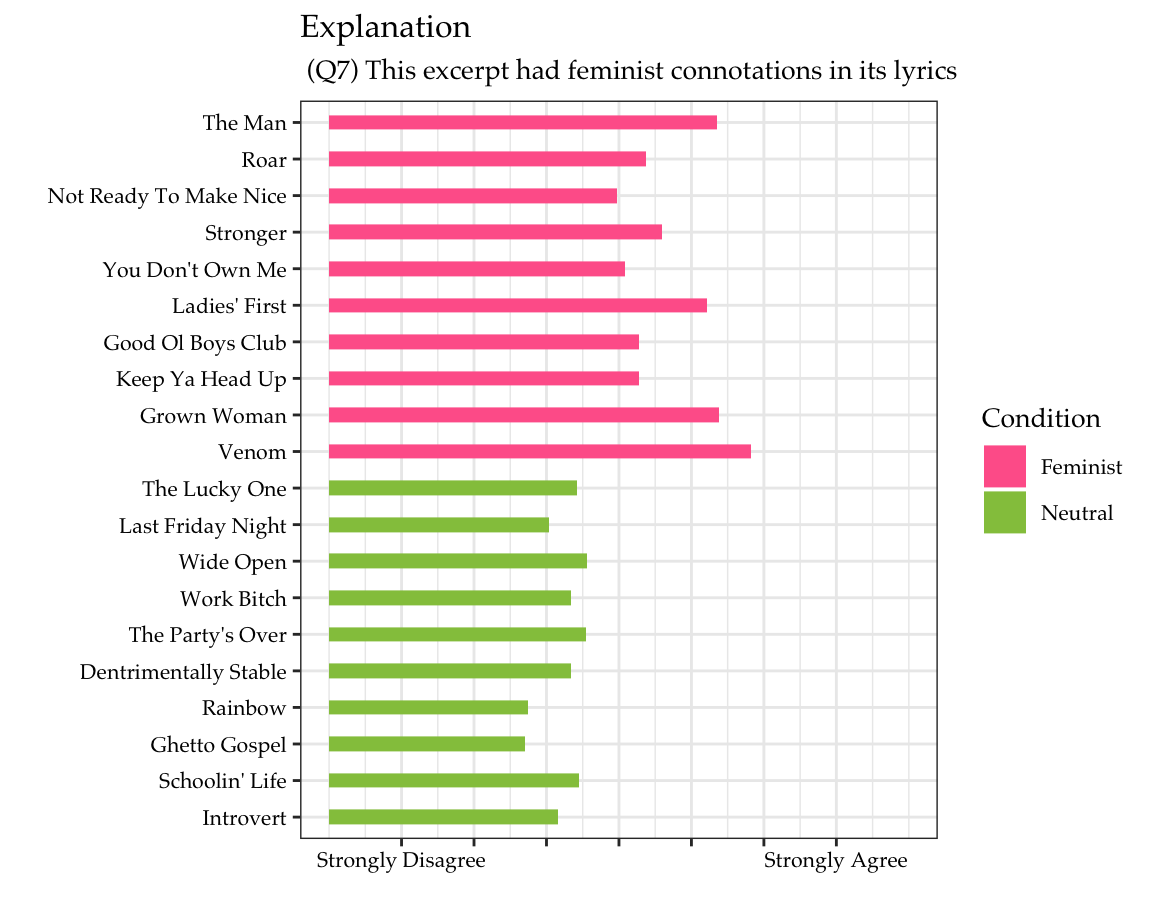 Explanation
(Q7) This excerpt had feminist connotations in its lyrics
The Man
Roar
Not Ready To Make Nice
Stronger
You Don't Own Me
Ladies' First
Good Ol Boys Club
Keep Ya Head Up
Grown Woman
Venom
The Lucky One
Last Friday Night
Wide Open
Work Bitch
The Party's Over
Dentrimentally Stable
Rainbow
Ghetto Gospel
Schoolin' Life
Introvert
Strongly Disagree
Strongly Agree
Condition
Feminist
Neutral